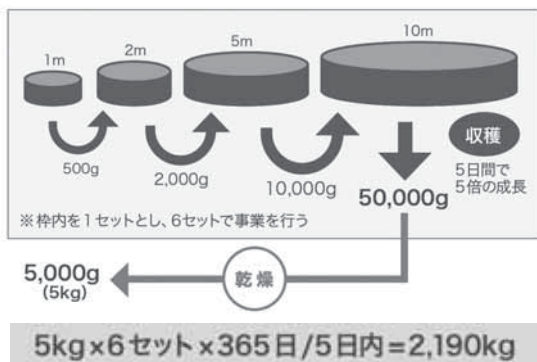 1m
2m
5m
10m
500g
2,000g
10,000g
50,000g
収穫
5日間で
5倍の成長
※枠内を1セットとし、6セットで事業を行う
5,000g
(5kg)
乾燥
5kg×6セット×365日/5日内=2,190kg